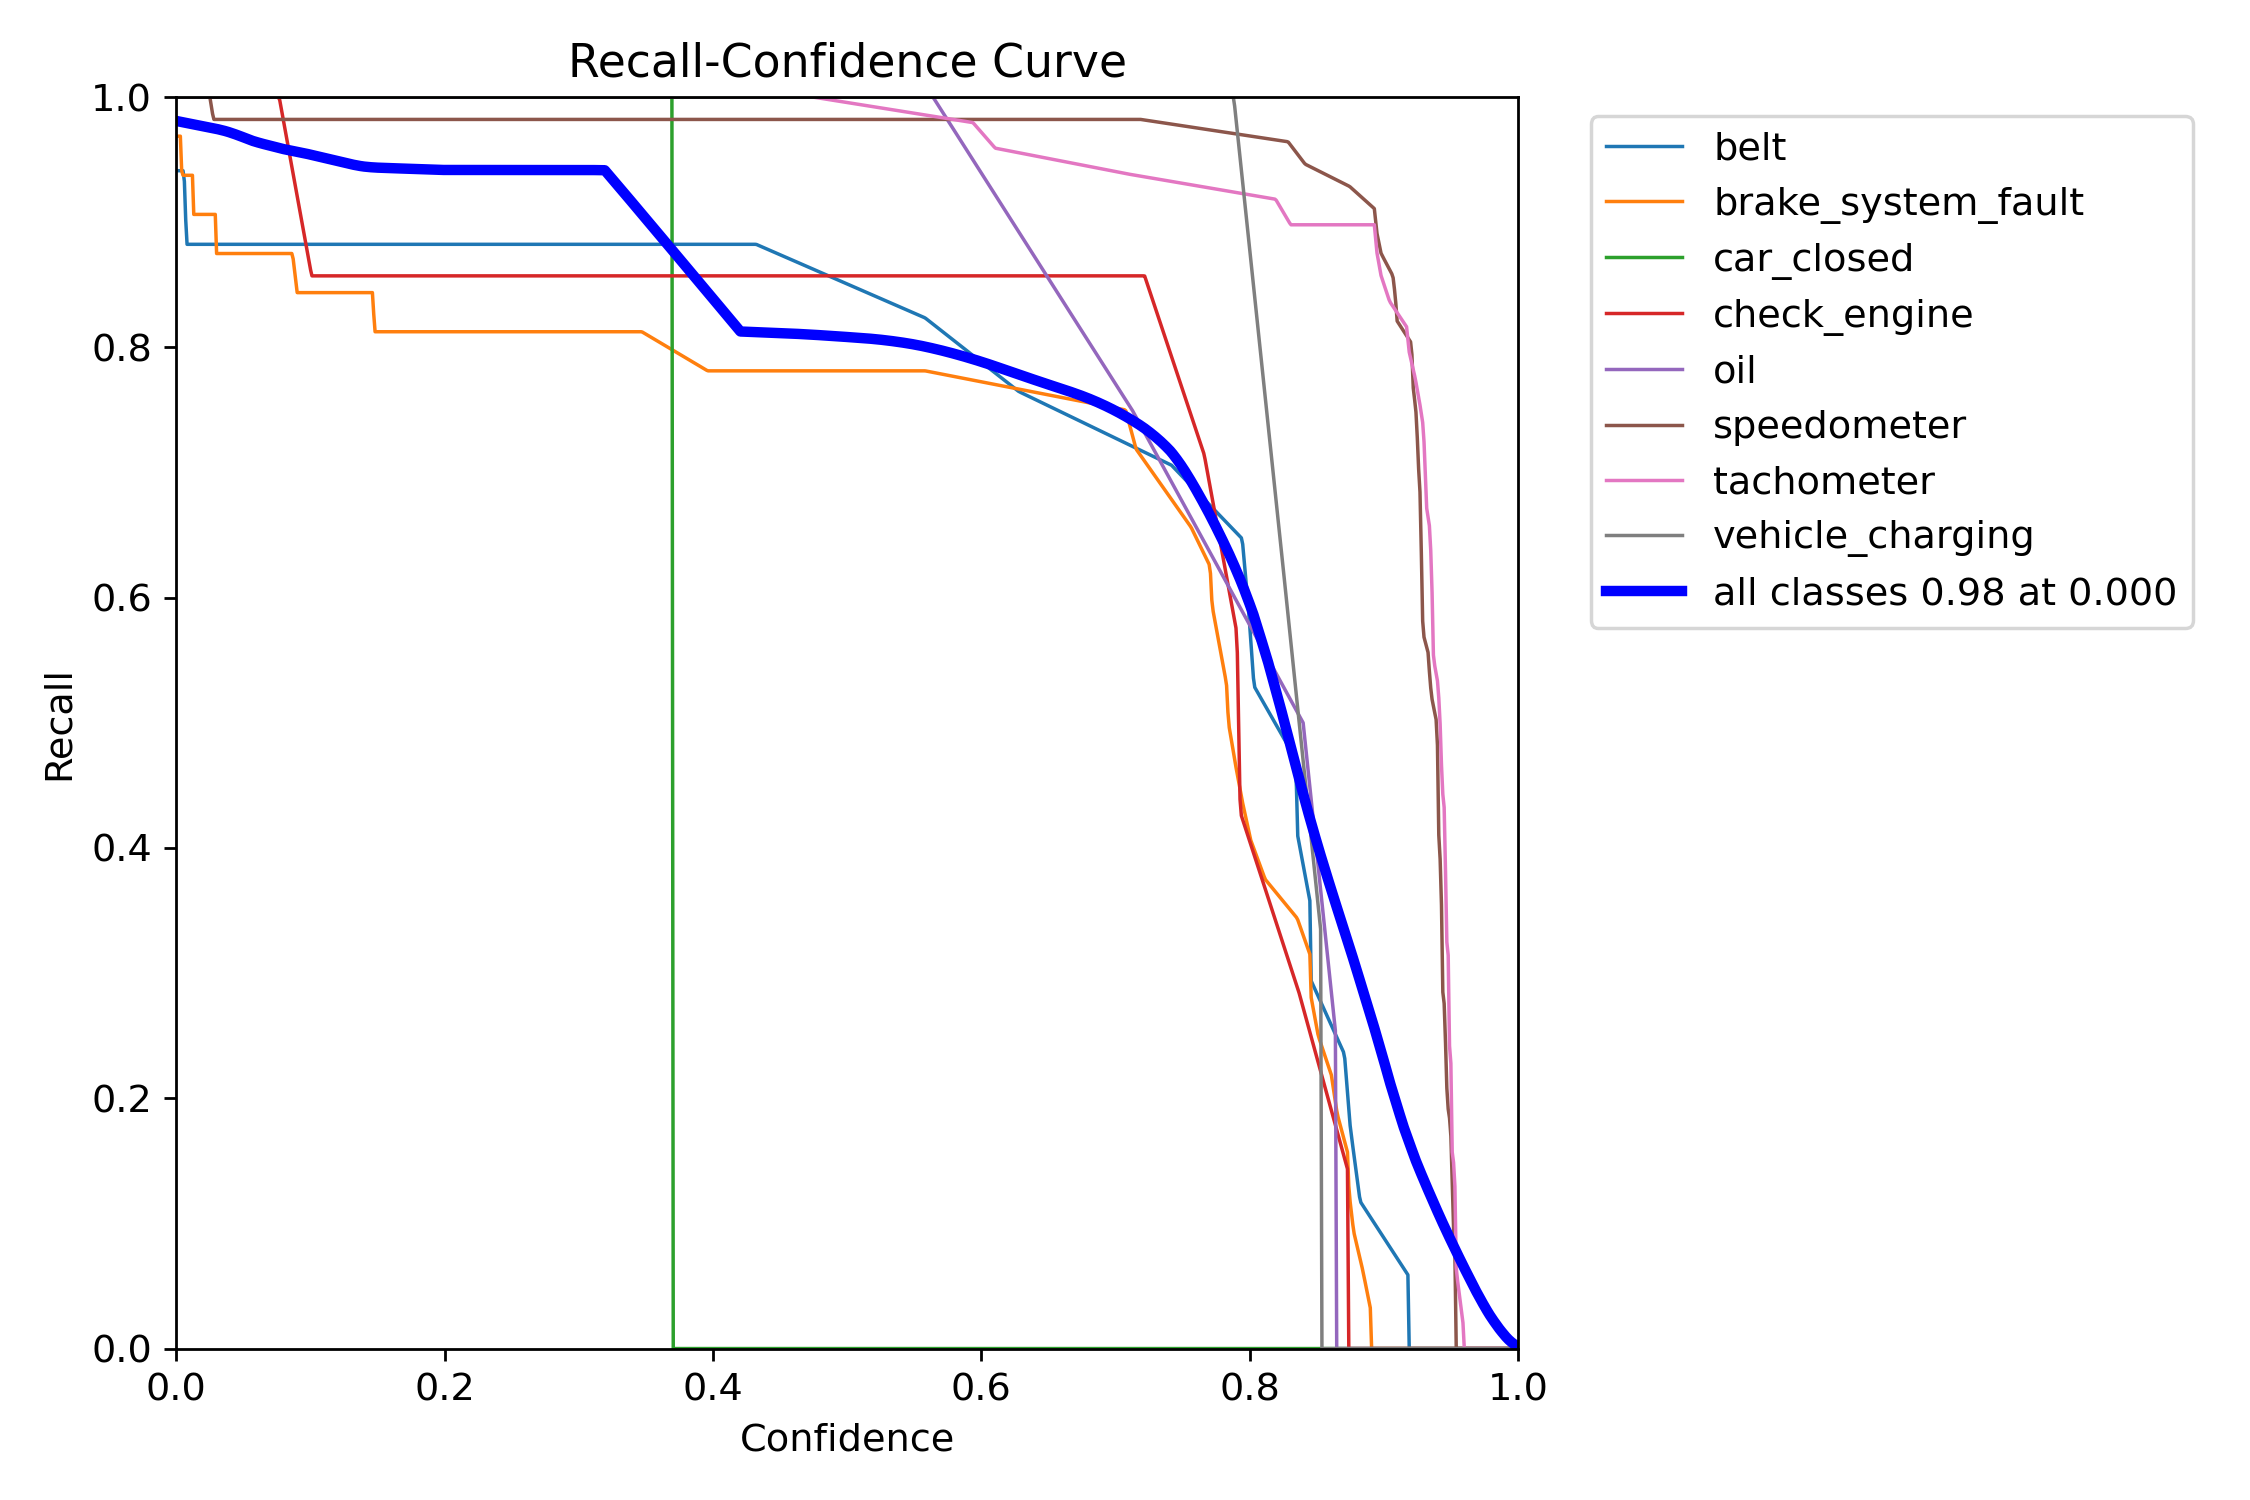 Recall-Confidence Curve
1.0
0.8
0.6
0.4
0.2
0.0
Recall
0.0 0.2 0.4 0.6 0.8 1.0
Confidence
belt
brake_system_fault
car_closed
check_engine
oil
speedometer
tachometer
vehicle_charging
all classes 0.98 at 0.000